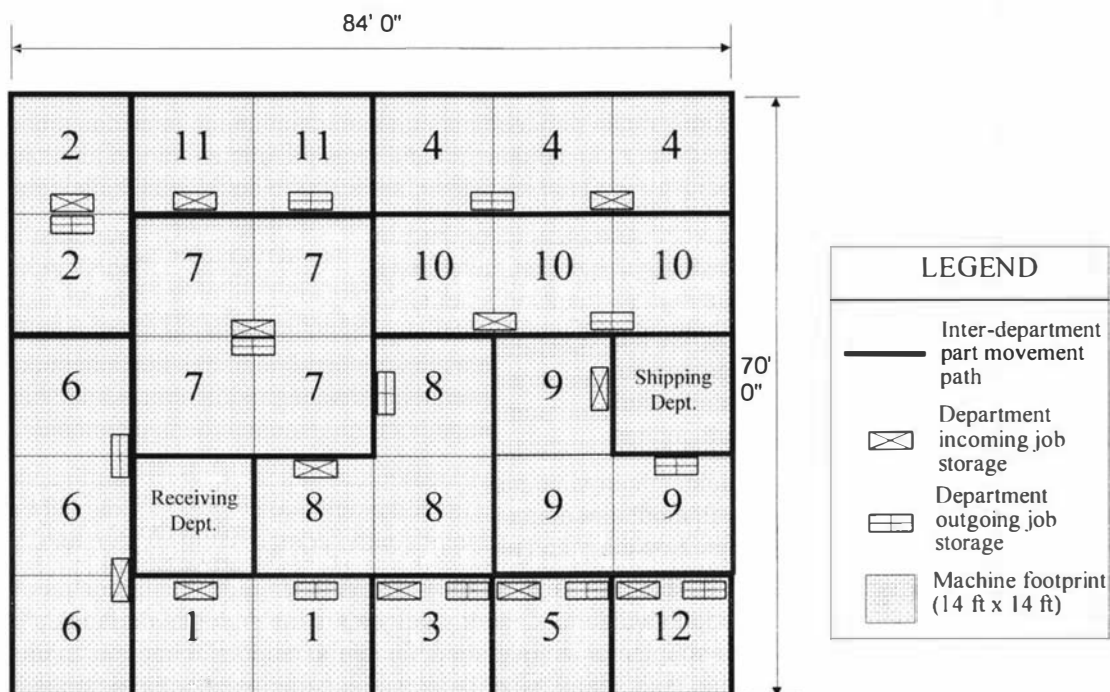 84' 0"
2 11 11 4 4 4
2 7 7 10 10 10
70'
0"
6 7 7 8 9 Shipping
Dept.
6 Receiving
Dept. 8 8 9 9
6 1 1 3 5 12
LEGEND
Inter-department
part movement
path
Department
incoming job
storage
Department
outgoing job
storage
Machine footprint
(14 ft x 14 ft)